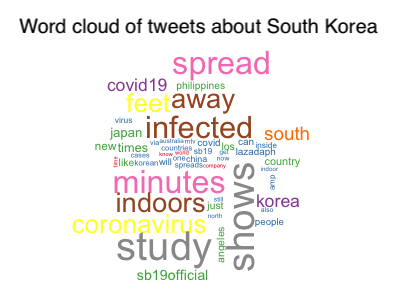 Word cloud of tweets about South Korea
spread
covid19 philippines
feet away
virus
japan infected south
new times via australia mtv covid los can inside
countries sb19 get lazadaph
know world
cases one china now country
time like korean will spreads company indoor
minutes shows amp
indoors still just korea
north also
coronavirus people
study angeles
sb19official